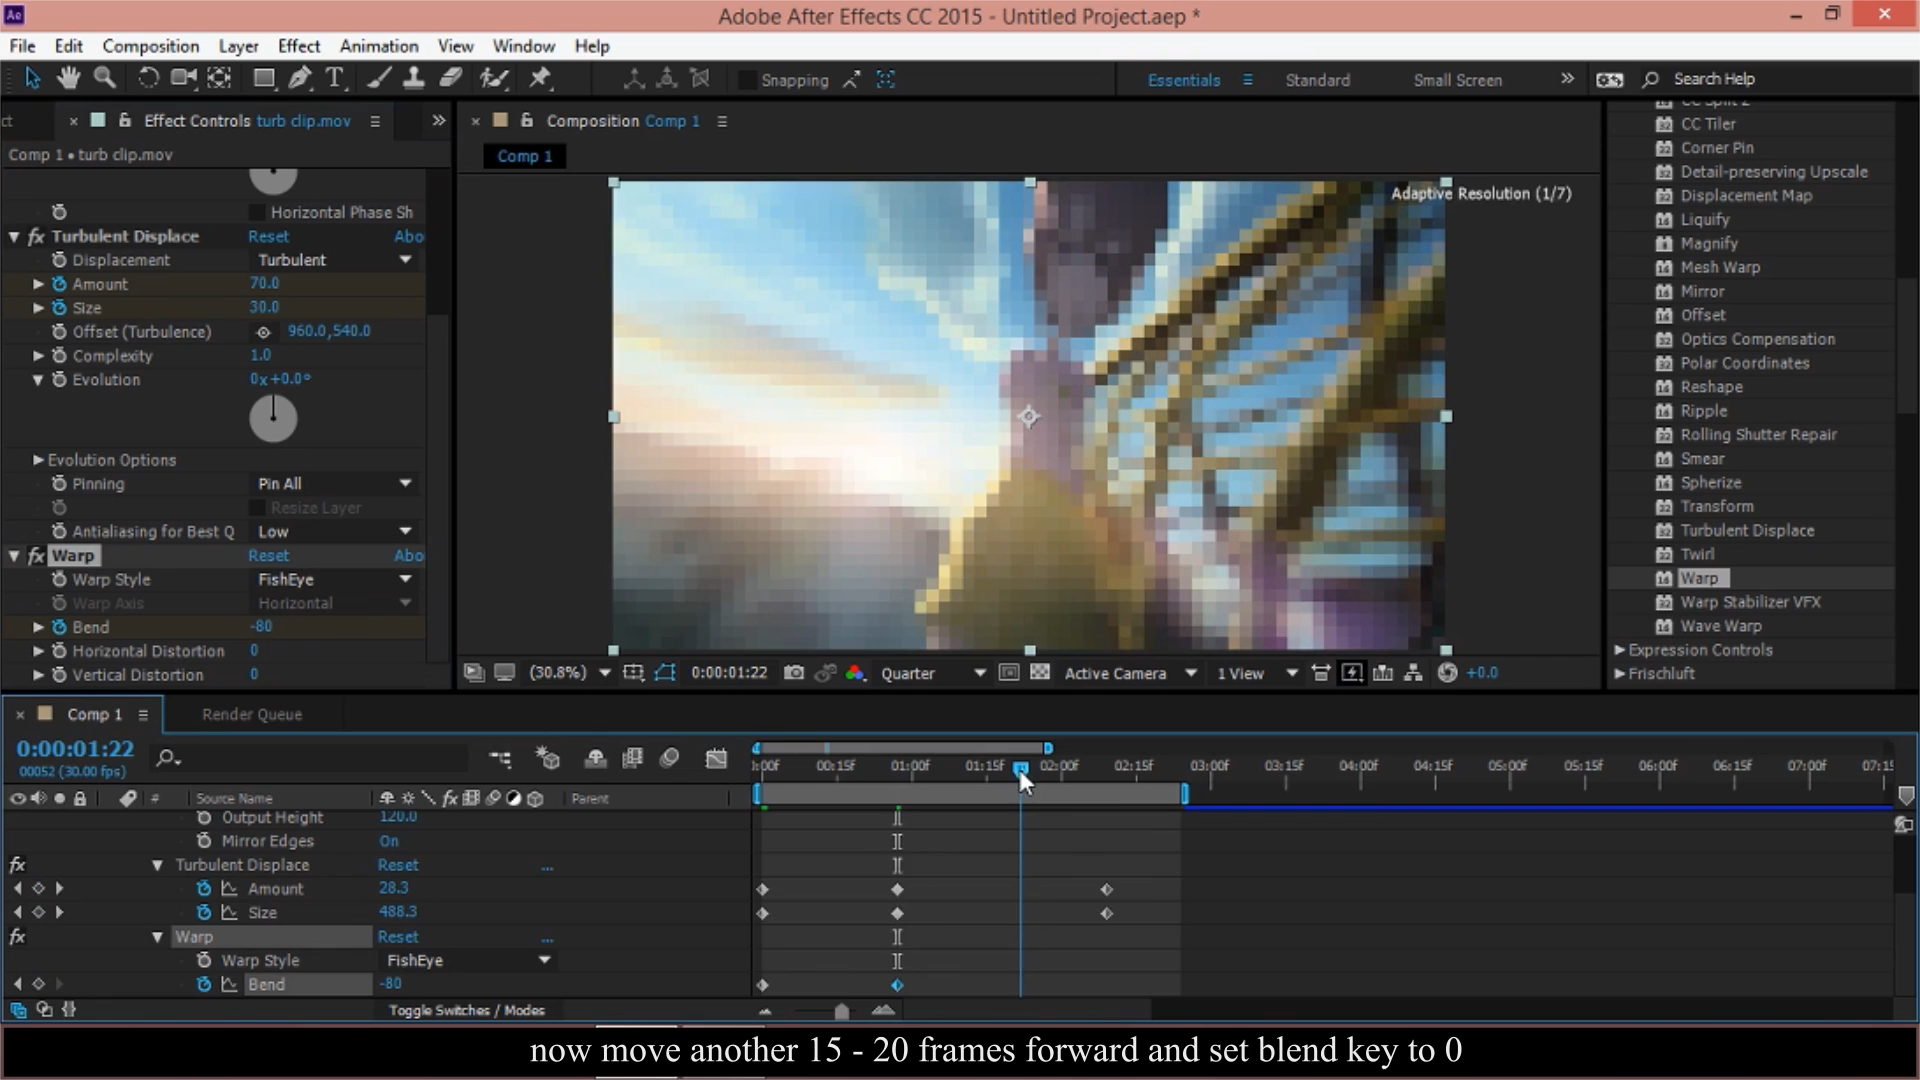 Ae
Adobe After Effects CC 2015 - Untitled Project.aep *
File Edit Composition Layer Effect Animation View Window Help
T Snapping Essentials Standard Small Screen Search Help
ct Effect Controls turb clip.mov
Composition Comp 1
Comp 1 • turb clip.mov
Comp 1
Horizontal Phase Sh
fx Turbulent Displace Reset Abo
Displacement Turbulent
Amount 70.0
Size 30.0
Offset (Turbulence) 960.0,540.0
Complexity 1.0
Evolution 0x+0.0°
Evolution Options
Pinning Pin All
Resize Layer
Antialiasing for Best Q Low
fx Warp Reset Abo
Warp Style FishEye
Warp Axis Horizontal
Bend -80
Horizontal Distortion 0
Vertical Distortion 0
Adaptive Resolution (1/7)
(30.8%) 0:00:01:22 Quarter Active Camera 1 View +0.0
CC Split 2
CC Tiler
Corner Pin
Detail-preserving Upscale
Displacement Map
Liquify
Magnify
Mesh Warp
Mirror
Offset
Optics Compensation
Polar Coordinates
Reshape
Ripple
Rolling Shutter Repair
Smear
Spherize
Transform
Turbulent Displace
Twirl
Warp
Warp Stabilizer VFX
Wave Warp
Expression Controls
Frischluft
Comp 1 Render Queue
0:00:01:22
00052 (30.00 fps)
):00f 00:15f 01:00f 01:15f 02:00f 02:15f 03:00f 03:15f 04:00f 04:15f 05:00f 05:15f 06:00f 06:15f 07:00f 07:15
# Source Name fx Parent
Output Height 120.0
Mirror Edges On
fx Turbulent Displace Reset ...
Amount 28.3
Size 488.3
fx Warp Reset ...
Warp Style FishEye
Bend -80
Toggle Switches / Modes
now move another 15 - 20 frames forward and set blend key to 0